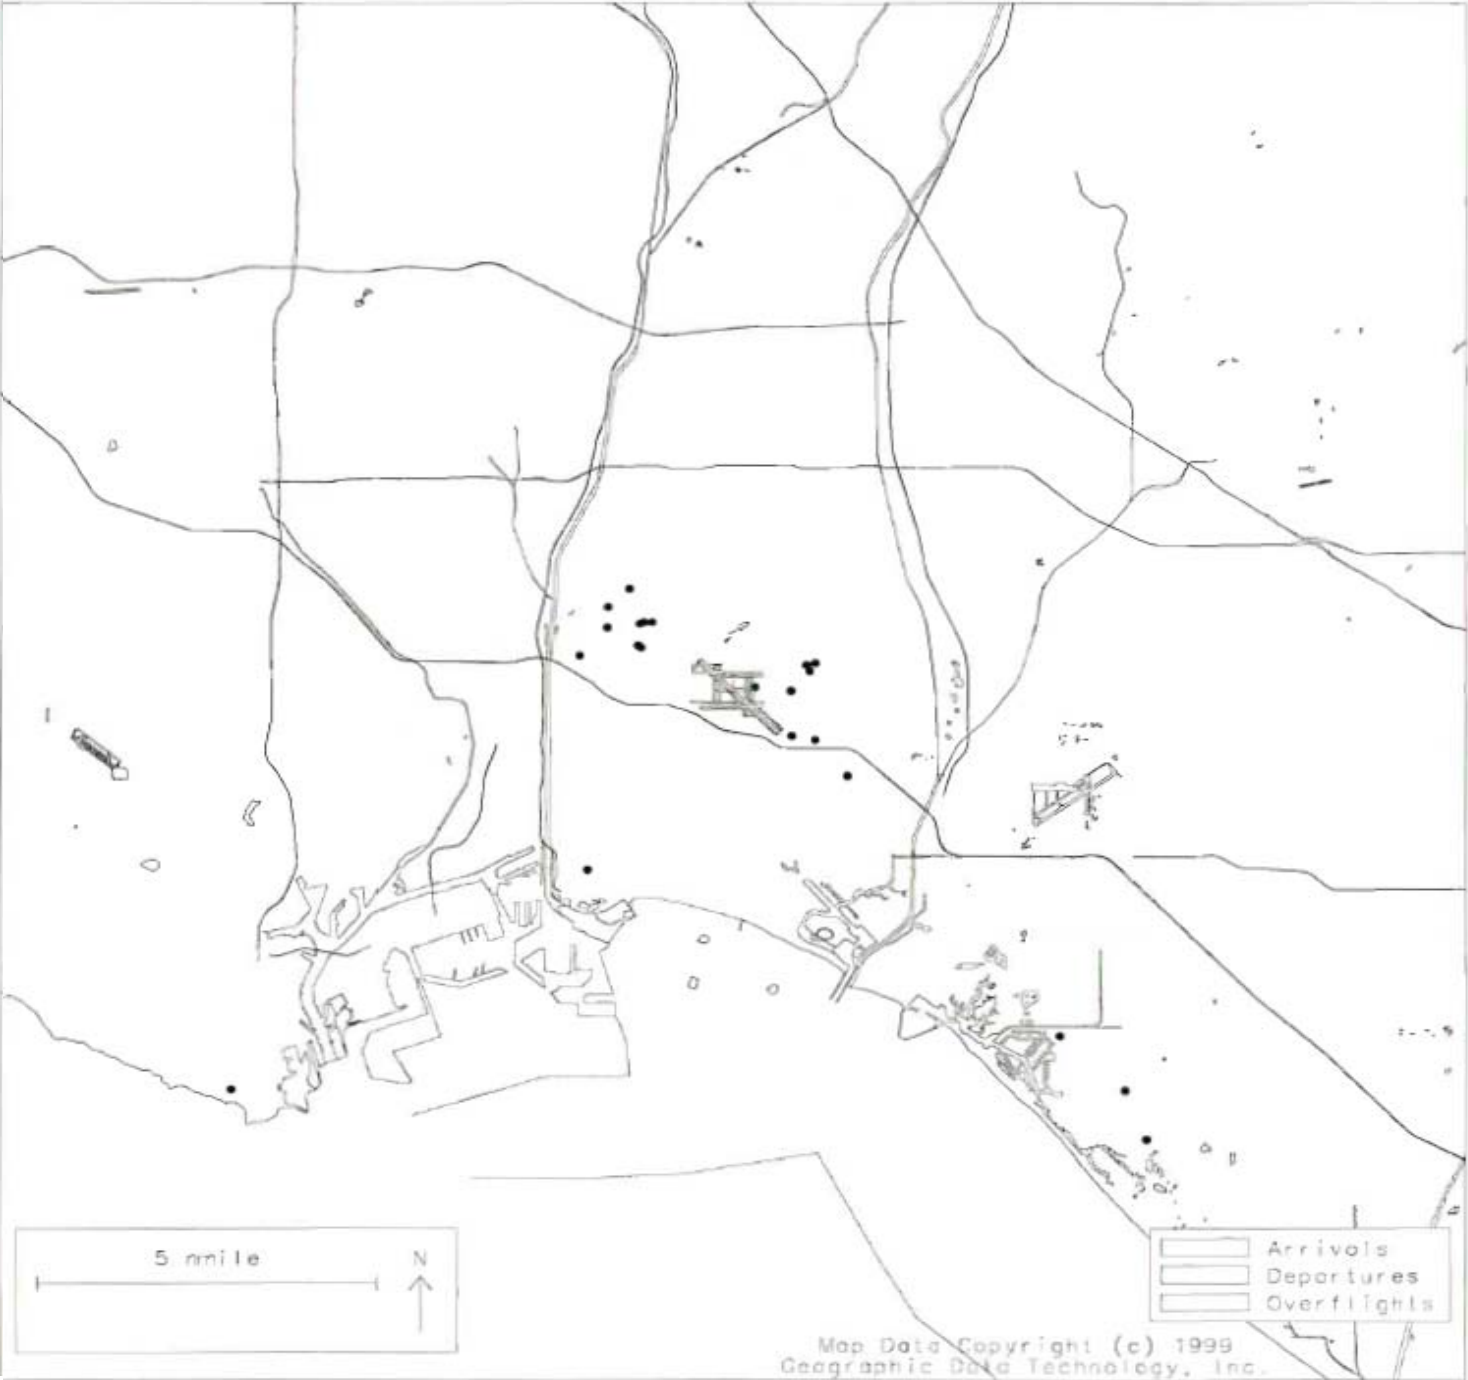 5 nmile
N
Arrivals
Departures
Overflights
Map Data Copyright (c) 1999
Geographic Data Technology, Inc.